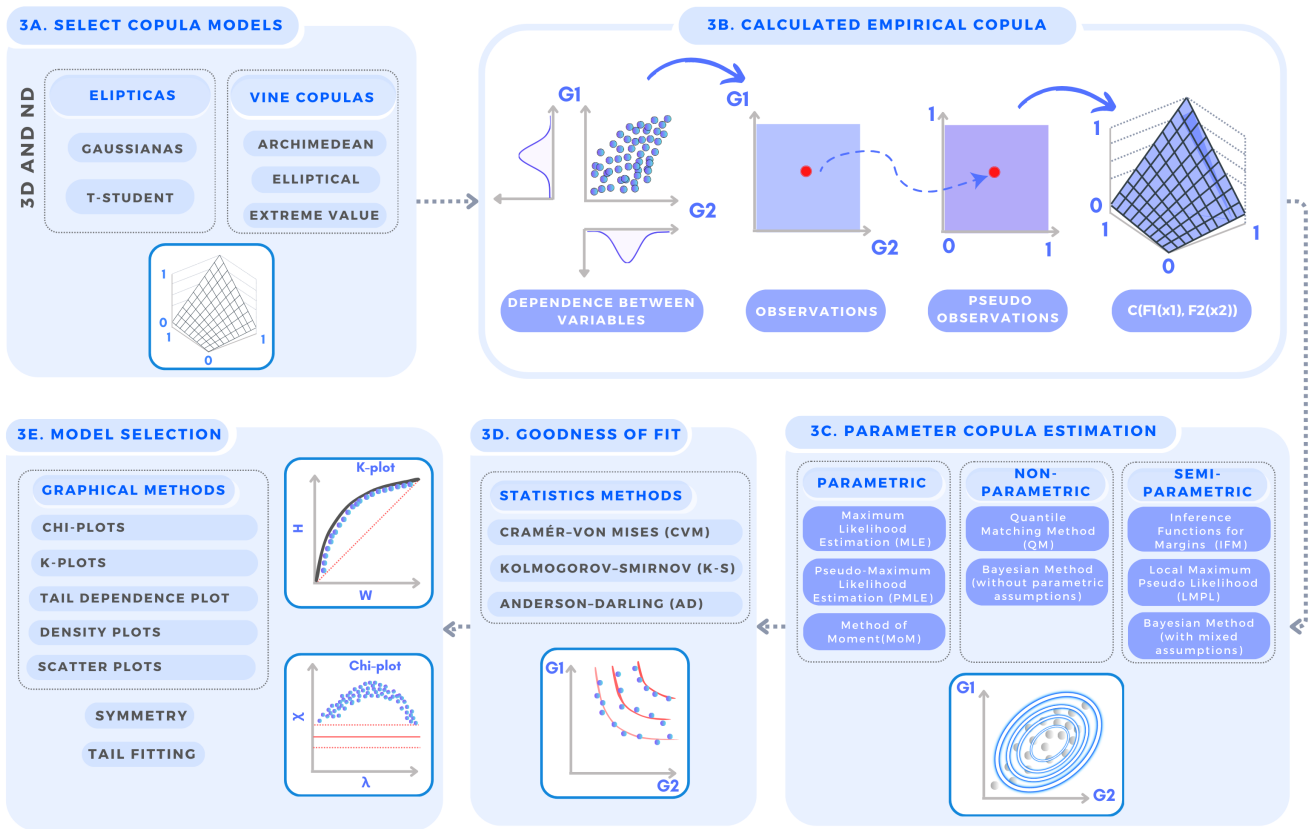 3A. SELECT COPULA MODELS
3D AND ND
ELIPTICAS
GAUSSIANAS
T-STUDENT
VINE COPULAS
ARCHIMEDEAN
ELLIPTICAL
EXTREME VALUE
1
0
1
0
1
3B. CALCULATED EMPIRICAL COPULA
G1
G2
DEPENDENCE BETWEEN
VARIABLES
G1
G2
OBSERVATIONS
1
0
1
PSEUDO
OBSERVATIONS
1
0
1
0
1
C(F1(x1), F2(x2))
3C. PARAMETER COPULA ESTIMATION
PARAMETRIC
Maximum
Likelihood
Estimation (MLE)
Pseudo-Maximum
Likelihood
Estimation (PMLE)
Method of
Moment(MoM)
NON-
PARAMETRIC
Quantile
Matching Method
(QM)
Bayesian Method
(without parametric
assumptions)
SEMI-
PARAMETRIC
Inference
Functions for
Margins (IFM)
Local Maximum
Pseudo Likelihood
(LMPL)
Bayesian Method
(with mixed
assumptions)
G1
G2
3D. GOODNESS OF FIT
STATISTICS METHODS
CRAMÉR–VON MISES (CVM)
KOLMOGOROV–SMIRNOV (K-S)
ANDERSON–DARLING (AD)
G1
G2
3E. MODEL SELECTION
GRAPHICAL METHODS
CHI-PLOTS
K-PLOTS
TAIL DEPENDENCE PLOT
DENSITY PLOTS
SCATTER PLOTS
SYMMETRY
TAIL FITTING
K-plot
H
W
Chi-plot
χ
λ